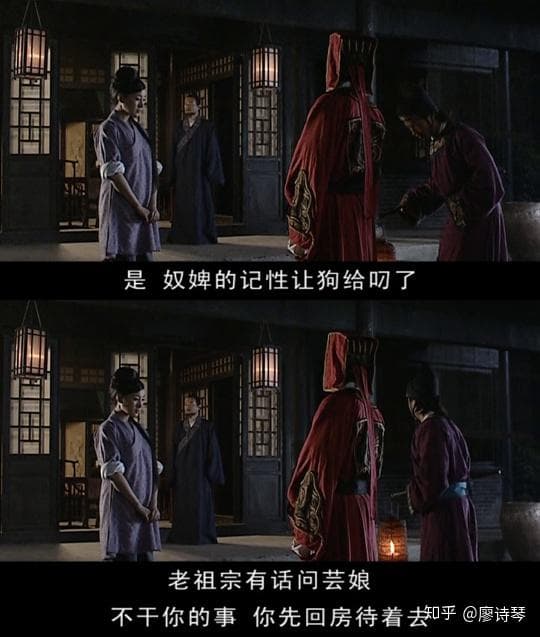 是 奴婢的记性让狗给叨了
老祖宗有话问芸娘
不干你的事 你先回房待着去
知乎 @廖诗琴